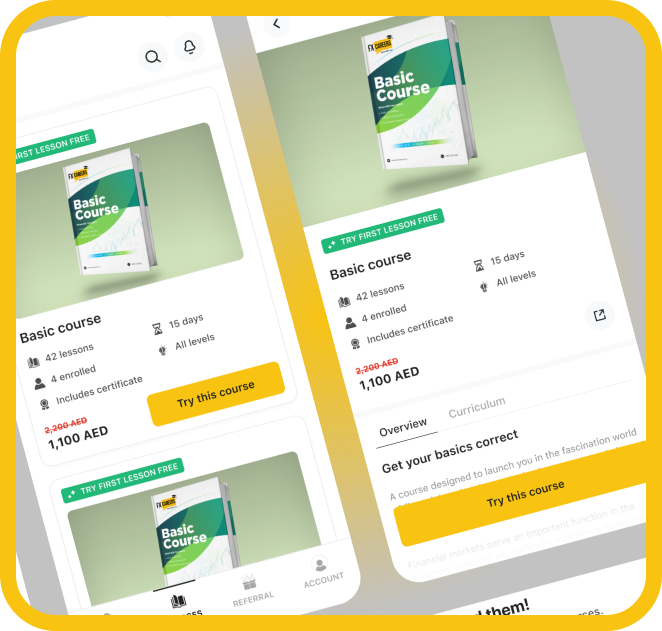 FIRST LESSON FREE
FX CAREERS
Basic
Course
Basic course
42 lessons
15 days
4 enrolled
All levels
Includes certificate
2,200 AED
1,100 AED
Try this course
TRY FIRST LESSON FREE
FX CAREERS
Basic
Course
REFERRAL
ACCOUNT
FX CAREERS
Basic
Course
TRY FIRST LESSON FREE
Basic course
42 lessons
15 days
4 enrolled
All levels
Includes certificate
2,200 AED
1,100 AED
Overview
Curriculum
Get your basics correct
A course designed to launch you in the fascination world
Try this course
Financial markets serve an important function in the
them!